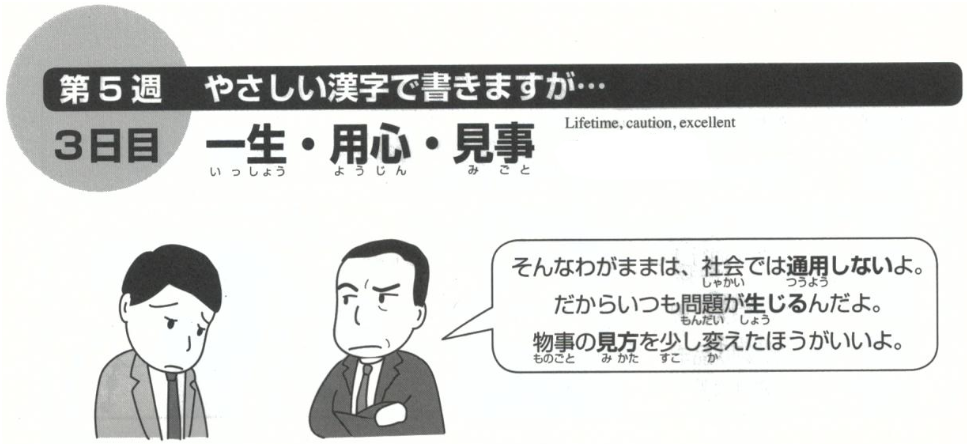 第5週 やさしい漢字で書きますが…
3日目 一生・用心・見事
いっしょう ようじん みごと
Lifetime, caution, excellent
そんなわがままは、社会では通用しないよ。
しゃかい つうよう
だからいつも問題が生じるんだよ。
もんだい しょう
物事の見方を少し変えたほうがいいよ。
ものごと みかた すこ か